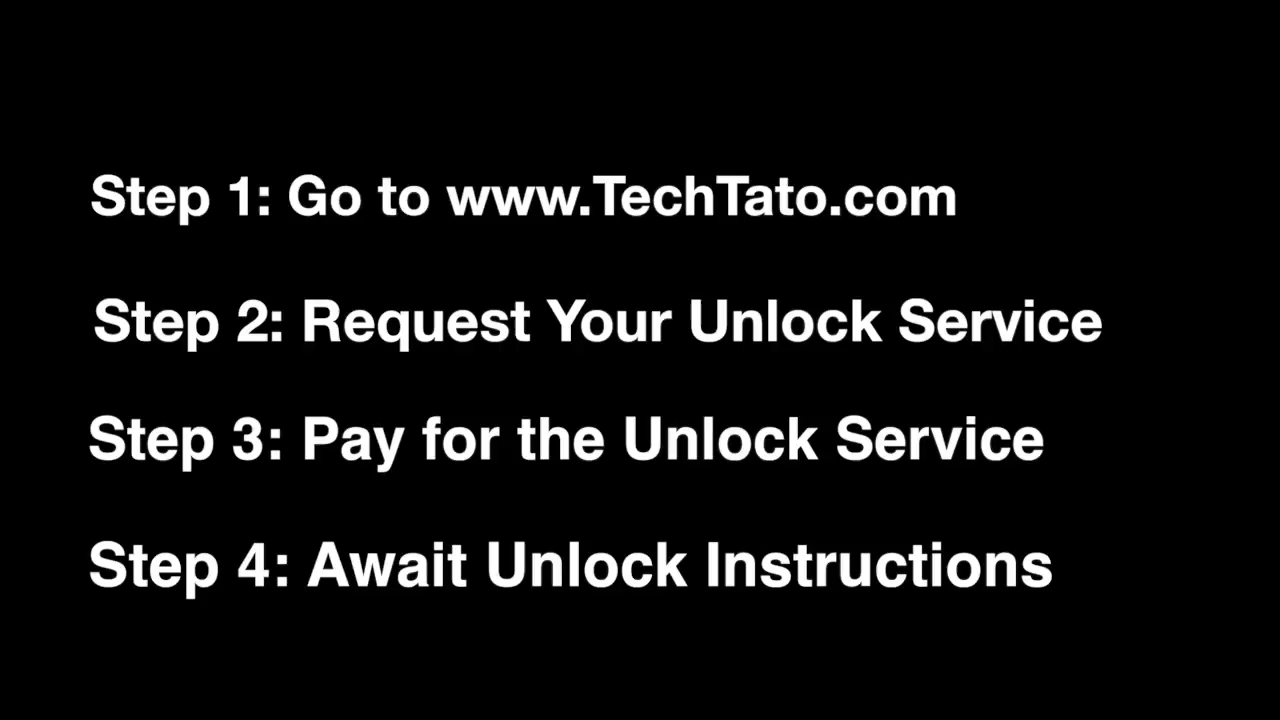 Step 1: Go to www.TechTato.com
Step 2: Request Your Unlock Service
Step 3: Pay for the Unlock Service
Step 4: Await Unlock Instructions